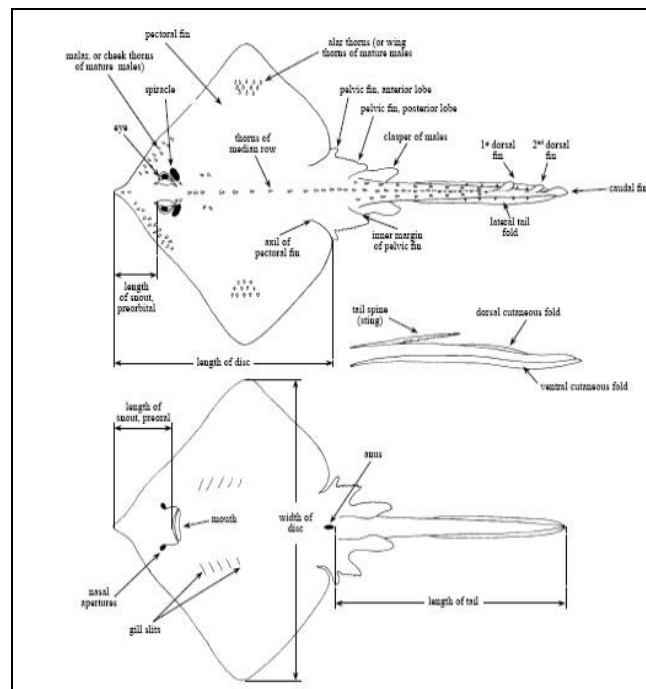 pectoral fin
alar thorns (or wing
thorns of mature males)
malar, or cheek thorns
of mature males)
spiracle
eye
thorns of
median row
pelvic fin, anterior lobe
pelvic fin, posterior lobe
clasper of males
1st dorsal
fin
2nd dorsal
fin
caudal fin
lateral tail
fold
inner margin
of pelvic fin
axil of
pectoral fin
length
of snout,
preorbital
length of disc
tail spine
(sting)
dorsal cutaneous fold
ventral cutaneous fold
length of
snout, preoral
anus
mouth
width of
disc
nasal
apertures
gill slits
length of tail